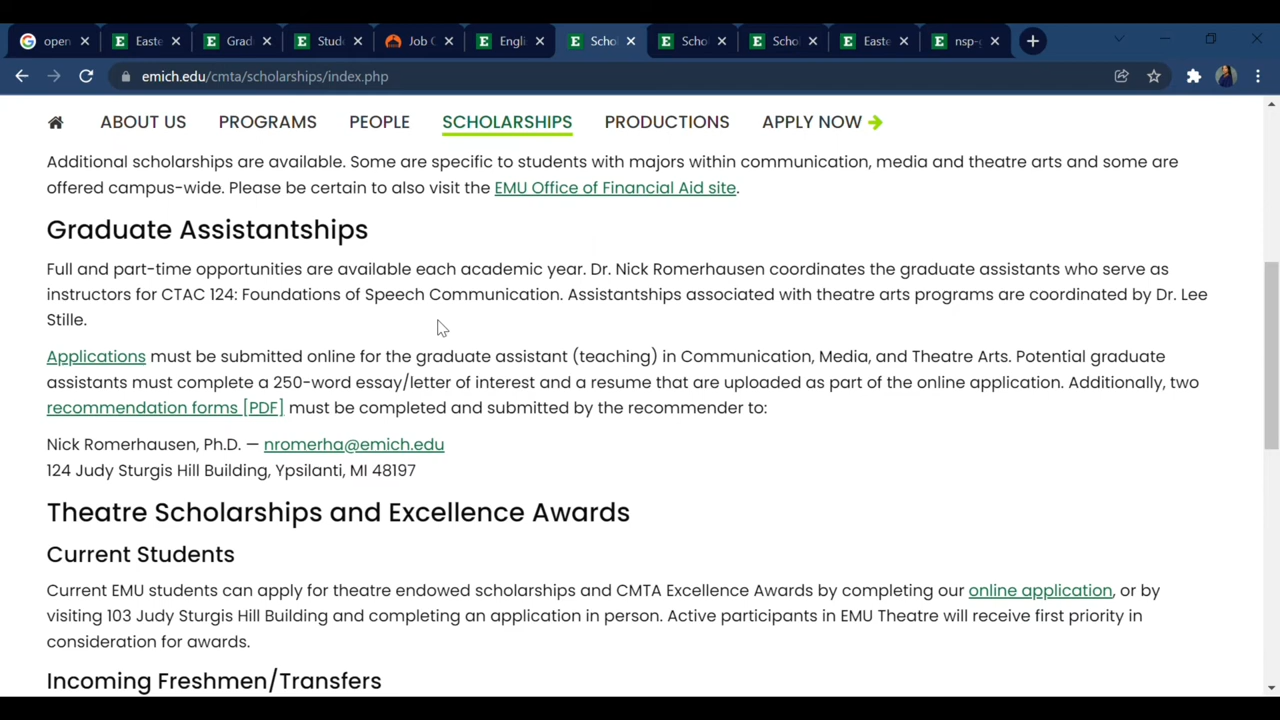 open
Easte
Grad
Stude
Job C
Englis
Schol
Scho
Schol
Easte
nsp-g
emich.edu/cmta/scholarships/index.php
ABOUT US PROGRAMS PEOPLE SCHOLARSHIPS PRODUCTIONS APPLY NOW
Additional scholarships are available. Some are specific to students with majors within communication, media and theatre arts and some are
offered campus-wide. Please be certain to also visit the EMU Office of Financial Aid site.
Graduate Assistantships
Full and part-time opportunities are available each academic year. Dr. Nick Romerhausen coordinates the graduate assistants who serve as
instructors for CTAC 124: Foundations of Speech Communication. Assistantships associated with theatre arts programs are coordinated by Dr. Lee
Stille.
Applications must be submitted online for the graduate assistant (teaching) in Communication, Media, and Theatre Arts. Potential graduate
assistants must complete a 250-word essay/letter of interest and a resume that are uploaded as part of the online application. Additionally, two
recommendation forms [PDF] must be completed and submitted by the recommender to:
Nick Romerhausen, Ph.D. — nromerha@emich.edu
124 Judy Sturgis Hill Building, Ypsilanti, MI 48197
Theatre Scholarships and Excellence Awards
Current Students
Current EMU students can apply for theatre endowed scholarships and CMTA Excellence Awards by completing our online application, or by
visiting 103 Judy Sturgis Hill Building and completing an application in person. Active participants in EMU Theatre will receive first priority in
consideration for awards.
Incoming Freshmen/Transfers